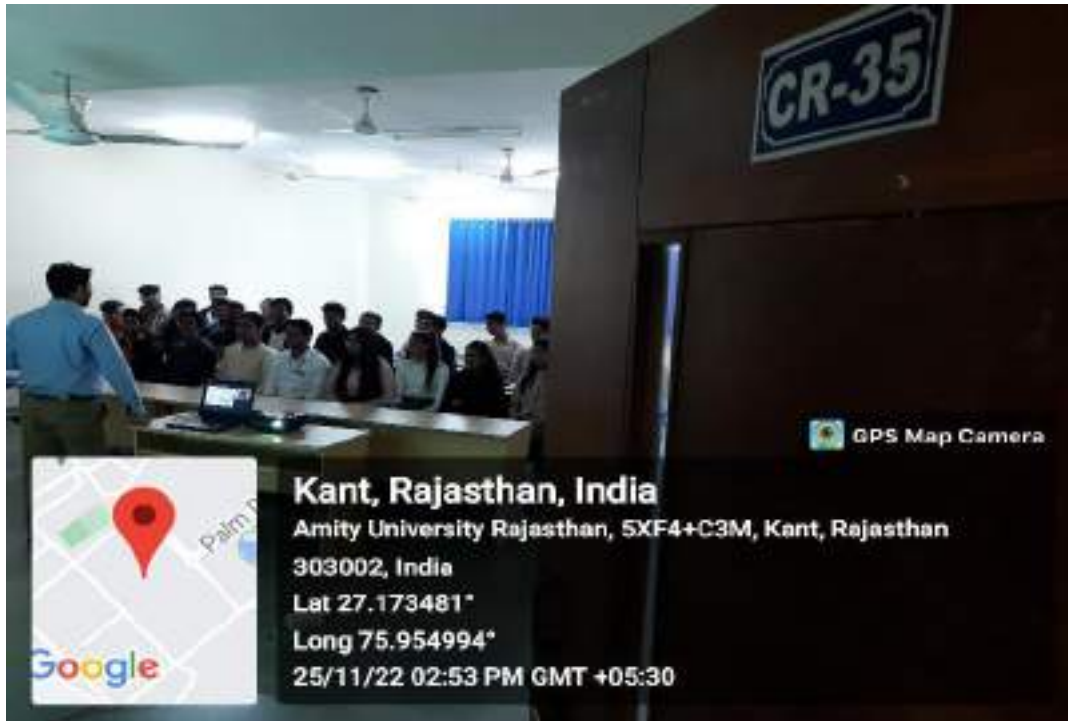 CR-35
GPS Map Camera
Kant, Rajasthan, India
Amity University Rajasthan, 5XF4+C3M, Kant, Rajasthan
303002, India
Lat 27.173481°
Long 75.954994°
25/11/22 02:53 PM GMT +05:30
Palm
Google